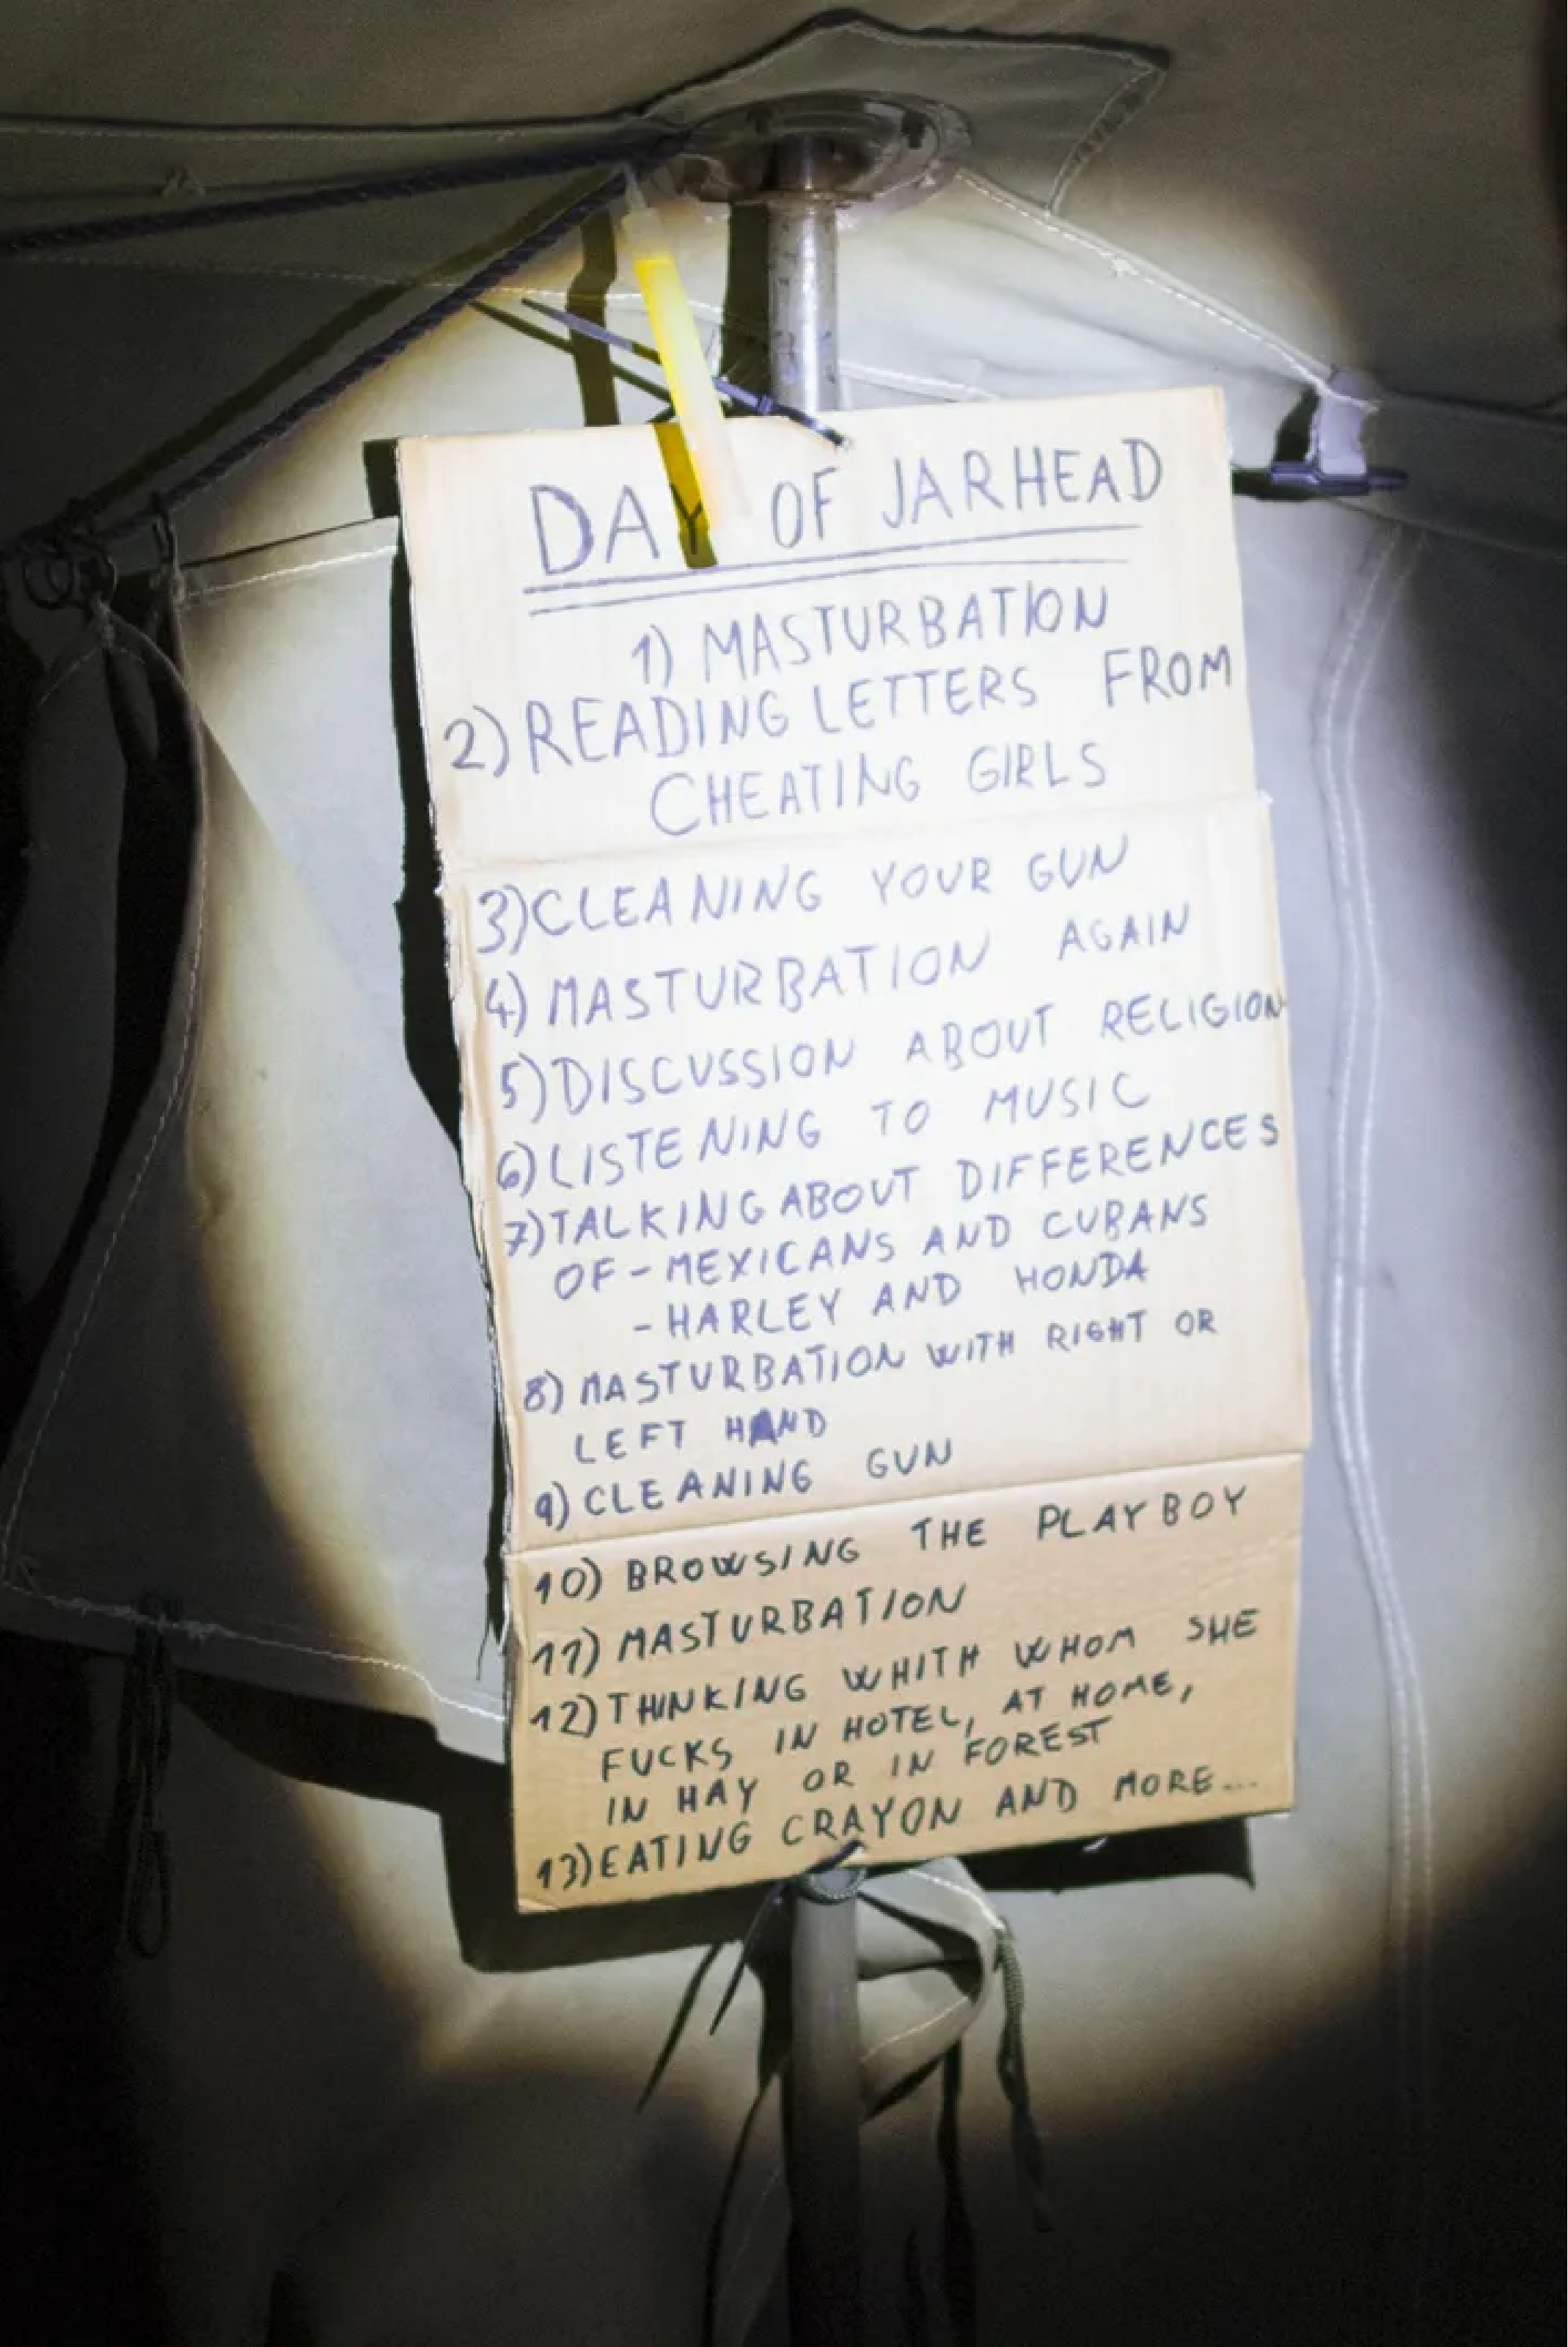 DAY OF JARHEAD
1) MASTURBATION
2) READING LETTERS FROM
CHEATING GIRLS
3) CLEANING YOUR GUN
4) MASTURBATION AGAIN
5) DISCUSSION ABOUT RELIGION
6) LISTENING TO MUSIC
7) TALKING ABOUT DIFFERENCES
OF - MEXICANS AND CUBANS
- HARLEY AND HONDA
8) MASTURBATION WITH RIGHT OR
LEFT HAND
9) CLEANING GUN
10) BROWSING THE PLAYBOY
11) MASTURBATION
12) THINKING WHITH WHOM SHE
FUCKS IN HOTEL, AT HOME,
IN HAY OR IN FOREST
13) EATING CRAYON AND MORE...